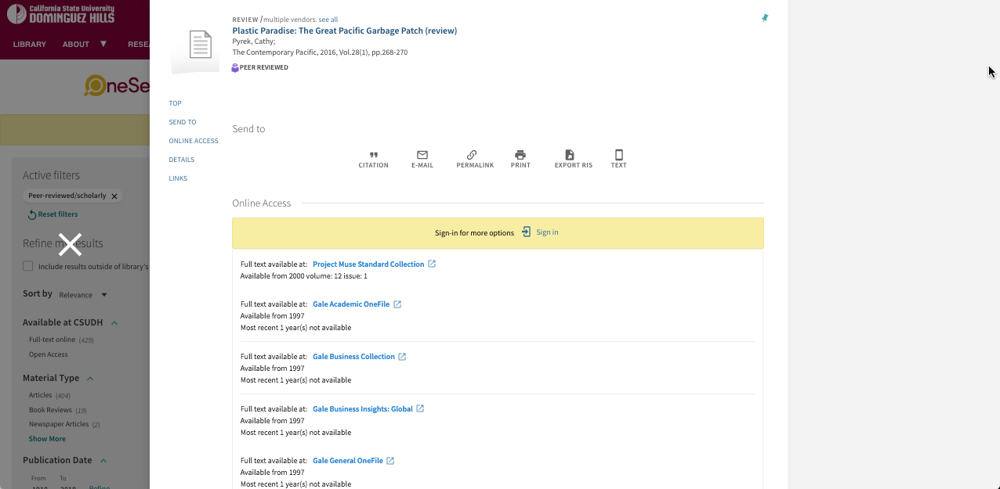 California State University
DOMINGUEZ HILLS
LIBRARY
ABOUT
OneSe
Active filters
Peer-reviewed/scholarly
Reset filters
Include results outside of library's
Sort by Relevance
Available at CSUDH
Full-text online (429)
Open Access
Material Type
Articles (404)
Book Reviews (19)
Newspaper Articles (2)
Show More
Publication Date
From To
Refine
REVIEW /multiple vendors. see all
Plastic Paradise: The Great Pacific Garbage Patch (review)
Pyrek, Cathy;
The Contemporary Pacific, 2016, Vol.28(1), pp.268-270
PEER REVIEWED
TOP
SEND TO
ONLINE ACCESS
DETAILS
LINKS
Send to
CITATION
E-MAIL
PERMALINK
PRINT
EXPORT RIS
TEXT
Online Access
Sign-in for more options Sign in
Full text available at: Project Muse Standard Collection
Available from 2000 volume: 12 issue: 1
Full text available at: Gale Academic OneFile
Available from 1997
Most recent 1 year(s) not available
Full text available at: Gale Business Collection
Available from 1997
Most recent 1 year(s) not available
Full text available at: Gale Business Insights: Global
Available from 1997
Most recent 1 year(s) not available
Full text available at: Gale General OneFile
Available from 1997
Most recent 1 year(s) not available